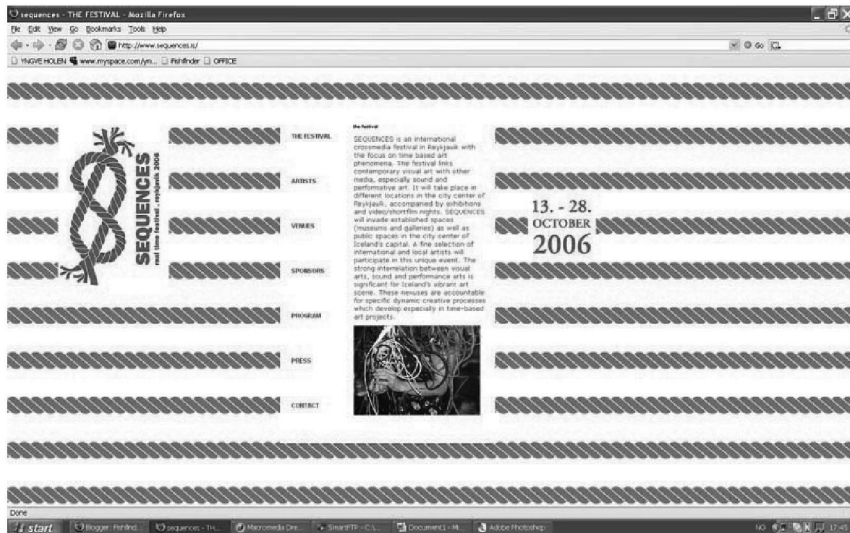 sequences - THE FESTIVAL - Mozilla Firefox
File Edit View Go Bookmarks Tools Help
http://www.sequences.is/
Go
YNGVE HOLEN www.myspace.com/yn... Fishfinder OFFICE
SEQUENCES
real time festival - reykjavik 2006
THE FESTIVAL
ARTISTS
VENUES
SPONSORS
PROGRAM
PRESS
CONTACT
the festival
SEQUENCES is an international
crossmedia festival in Reykjavik with
the focus on time based art
phenomena. The festival links
contemporary visual art with other
media, especially sound and
performative art. It will take place in
different locations in the city center of
Reykjavik, accompanied by exhibitions
and video/shortfilm nights. SEQUENCES
will invade established spaces
(museums and galleries) as well as
public spaces in the city center of
Iceland's capital. A fine selection of
international and local artists will
participate in this unique event. The
strong interrelation between visual
arts, sound and performance arts is
significant for Iceland's vibrant art
scene. These nexuses are accountable
for specific dynamic creative processes
which develop especially in time-based
art projects.
13. - 28.
OCTOBER
2006
Done
start Blogger: Fishfind... sequences - TH... Macromedia Dre... SmartFTP - C:\... Document1 - Mi... Adobe Photoshop NO 17:45